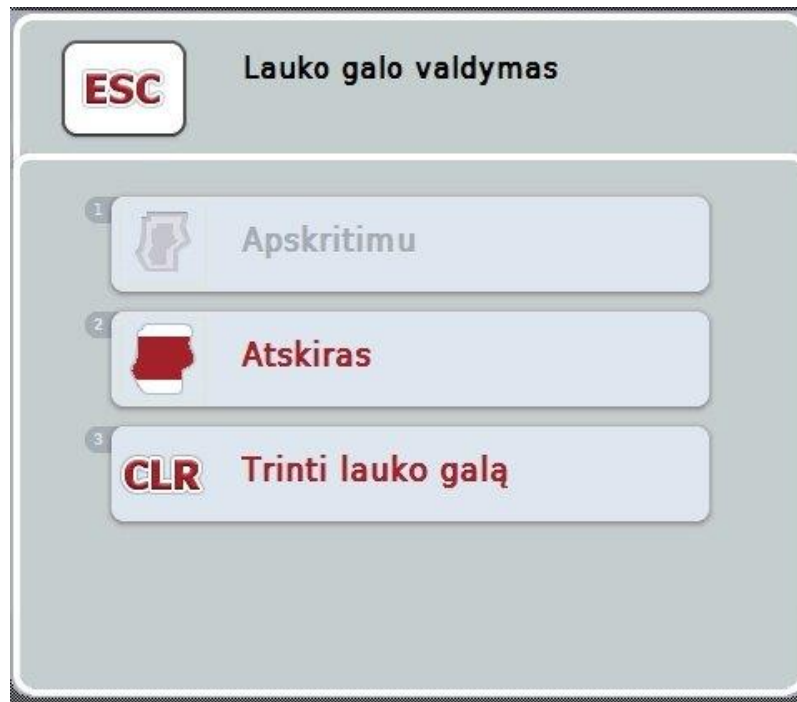 ESC
Lauko galo valdymas
1
Apskritimu
2
Atskiras
3
CLR
Trinti lauko galą